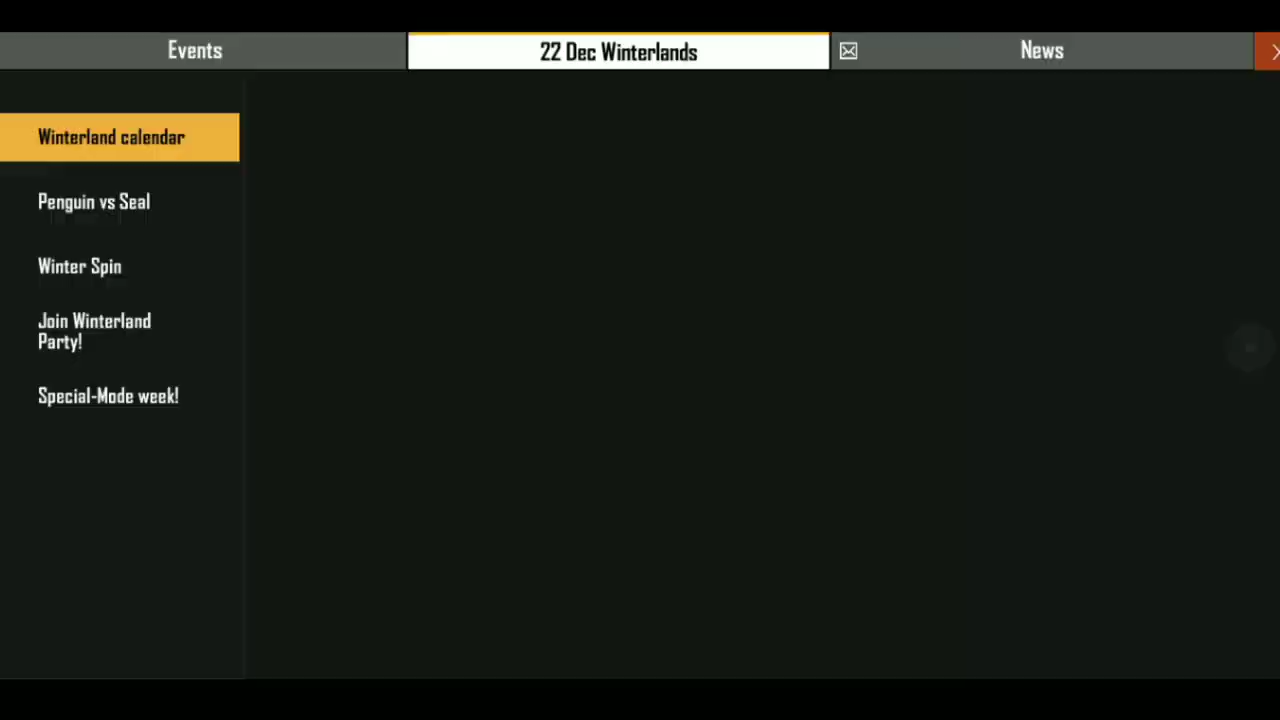 Events
22 Dec Winterlands
News
Winterland calendar
Penguin vs Seal
Winter Spin
Join Winterland
Party!
Special-Mode week!